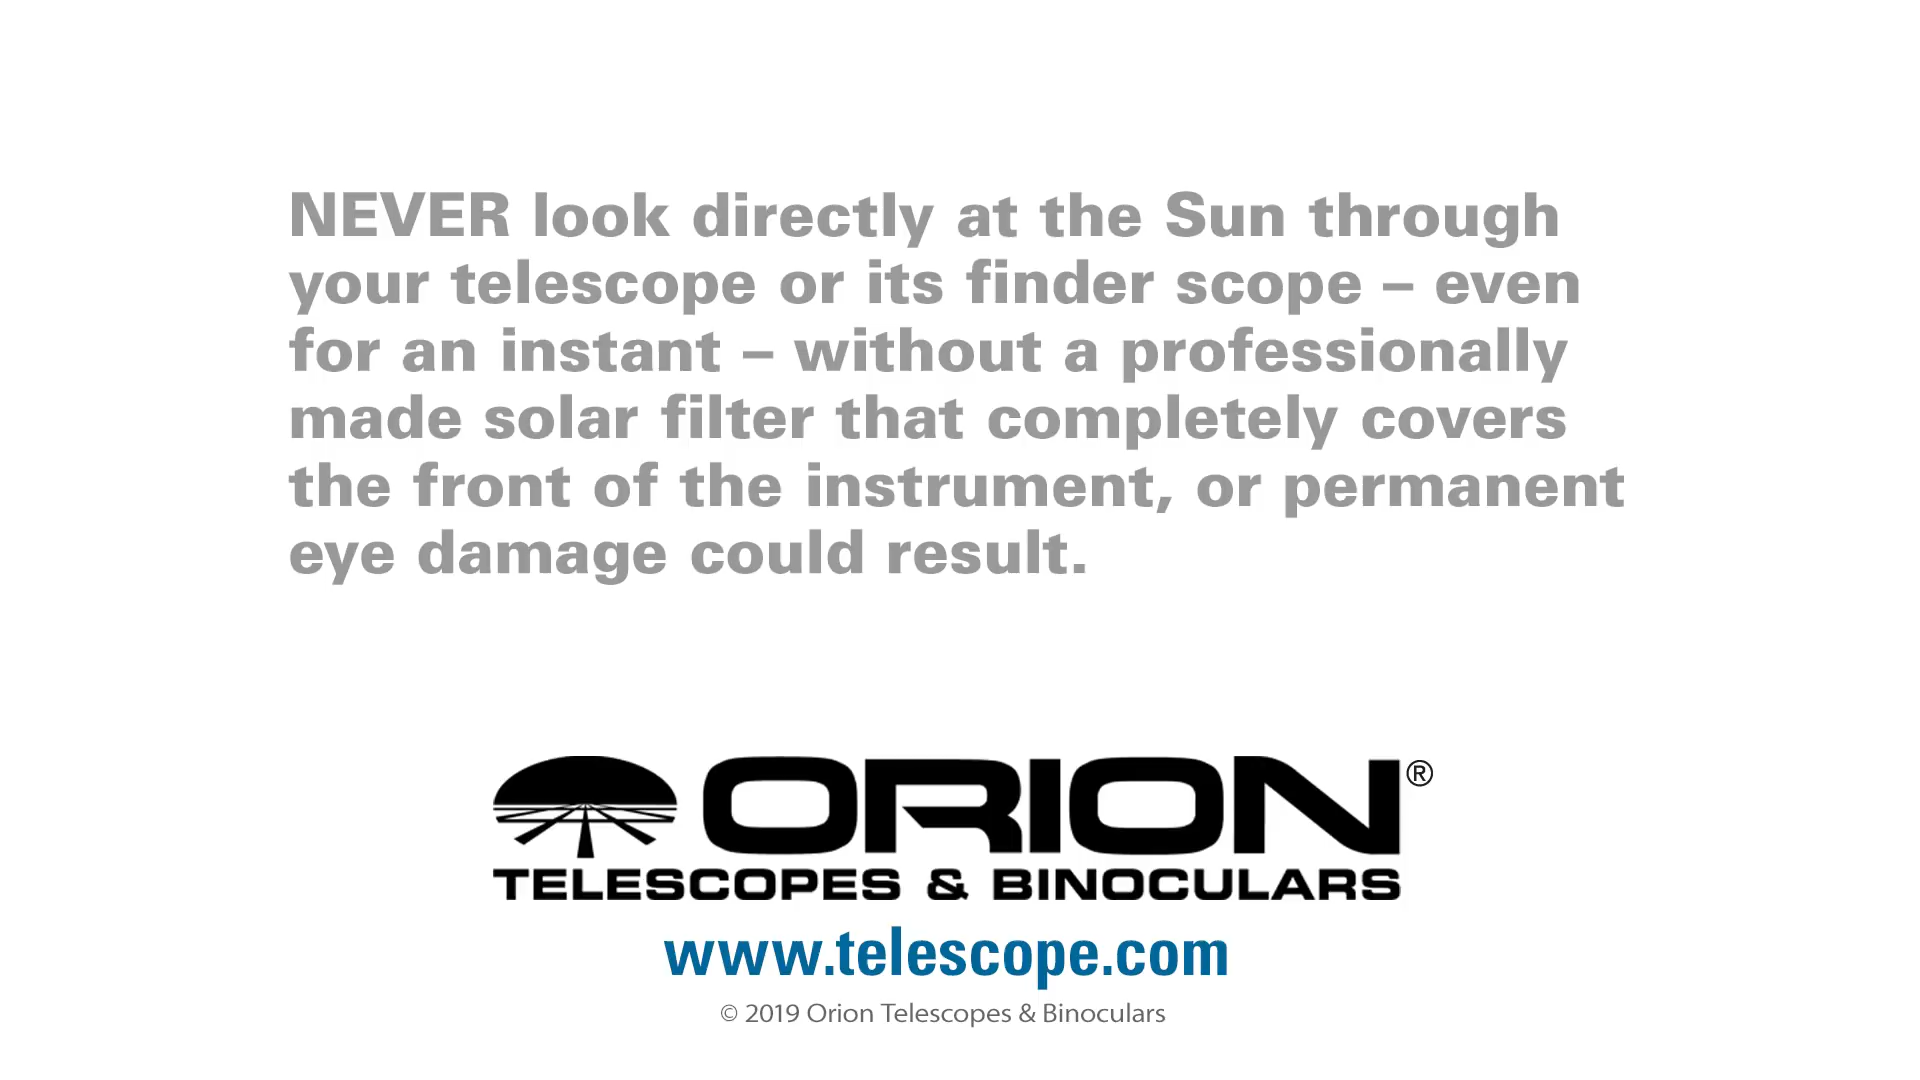 NEVER look directly at the Sun through
your telescope or its finder scope – even
for an instant – without a professionally
made solar filter that completely covers
the front of the instrument, or permanent
eye damage could result.
ORION®
TELESCOPES & BINOCULARS
www.telescope.com
© 2019 Orion Telescopes & Binoculars